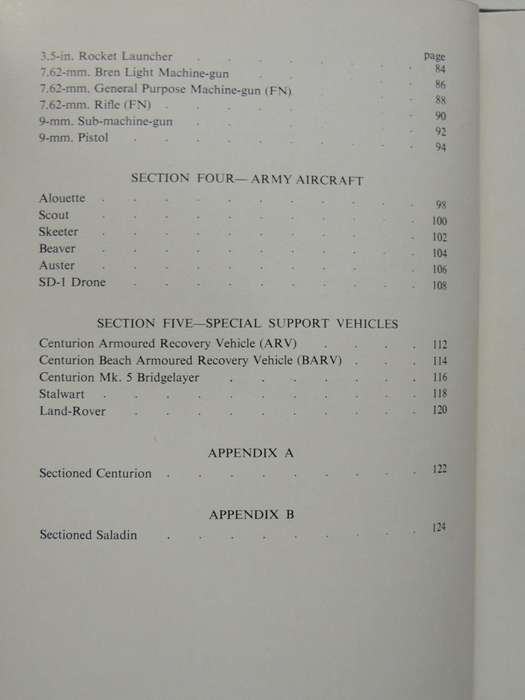 page
3.5-in. Rocket Launcher . . . . . . . 84
7.62-mm. Bren Light Machine-gun . . . . . 86
7.62-mm. General Purpose Machine-gun (FN) . . . 88
7.62-mm. Rifle (FN) . . . . . . . . 90
9-mm. Sub-machine-gun . . . . . . . 92
9-mm. Pistol . . . . . . . . . 94
SECTION FOUR—ARMY AIRCRAFT
Alouette . . . . . . . . . . 98
Scout . . . . . . . . . . . 100
Skeeter . . . . . . . . . . 102
Beaver . . . . . . . . . . 104
Auster . . . . . . . . . . 106
SD-1 Drone . . . . . . . . . 108
SECTION FIVE—SPECIAL SUPPORT VEHICLES
Centurion Armoured Recovery Vehicle (ARV) . . . . 112
Centurion Beach Armoured Recovery Vehicle (BARV) . . . 114
Centurion Mk. 5 Bridgelayer . . . . . . . 116
Stalwart . . . . . . . . . . 118
Land-Rover . . . . . . . . . 120
APPENDIX A
Sectioned Centurion . . . . . . . . 122
APPENDIX B
Sectioned Saladin . . . . . . . . . 124